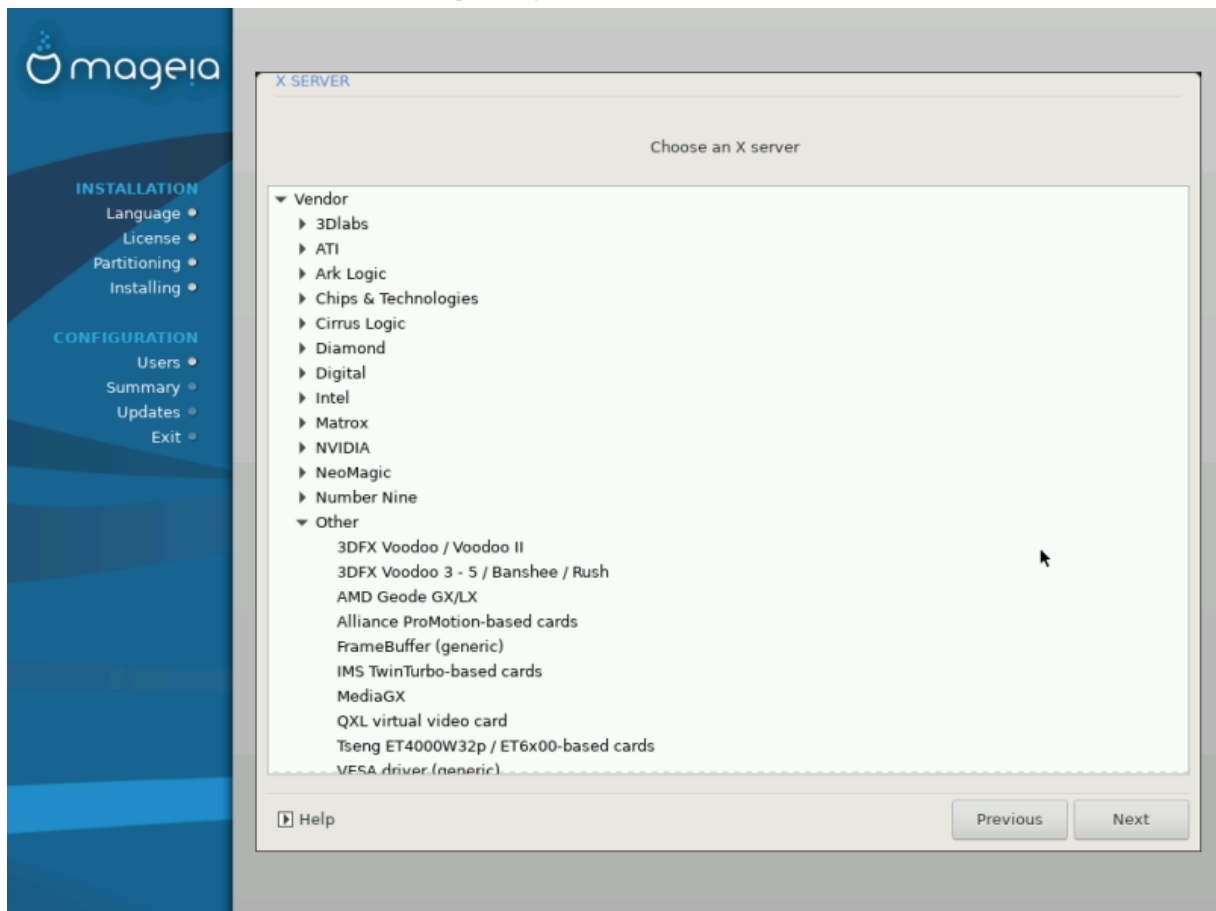 mageia
INSTALLATION
Language
License
Partitioning
Installing
CONFIGURATION
Users
Summary
Updates
Exit
X SERVER
Choose an X server
Vendor
3Dlabs
ATI
Ark Logic
Chips & Technologies
Cirrus Logic
Diamond
Digital
Intel
Matrox
NVIDIA
NeoMagic
Number Nine
Other
3DFX Voodoo / Voodoo II
3DFX Voodoo 3 - 5 / Banshee / Rush
AMD Geode GX/LX
Alliance ProMotion-based cards
FrameBuffer (generic)
IMS TwinTurbo-based cards
MediaGX
QXL virtual video card
Tseng ET4000W32p / ET6x00-based cards
VESA driver (generic)
Help
Previous
Next